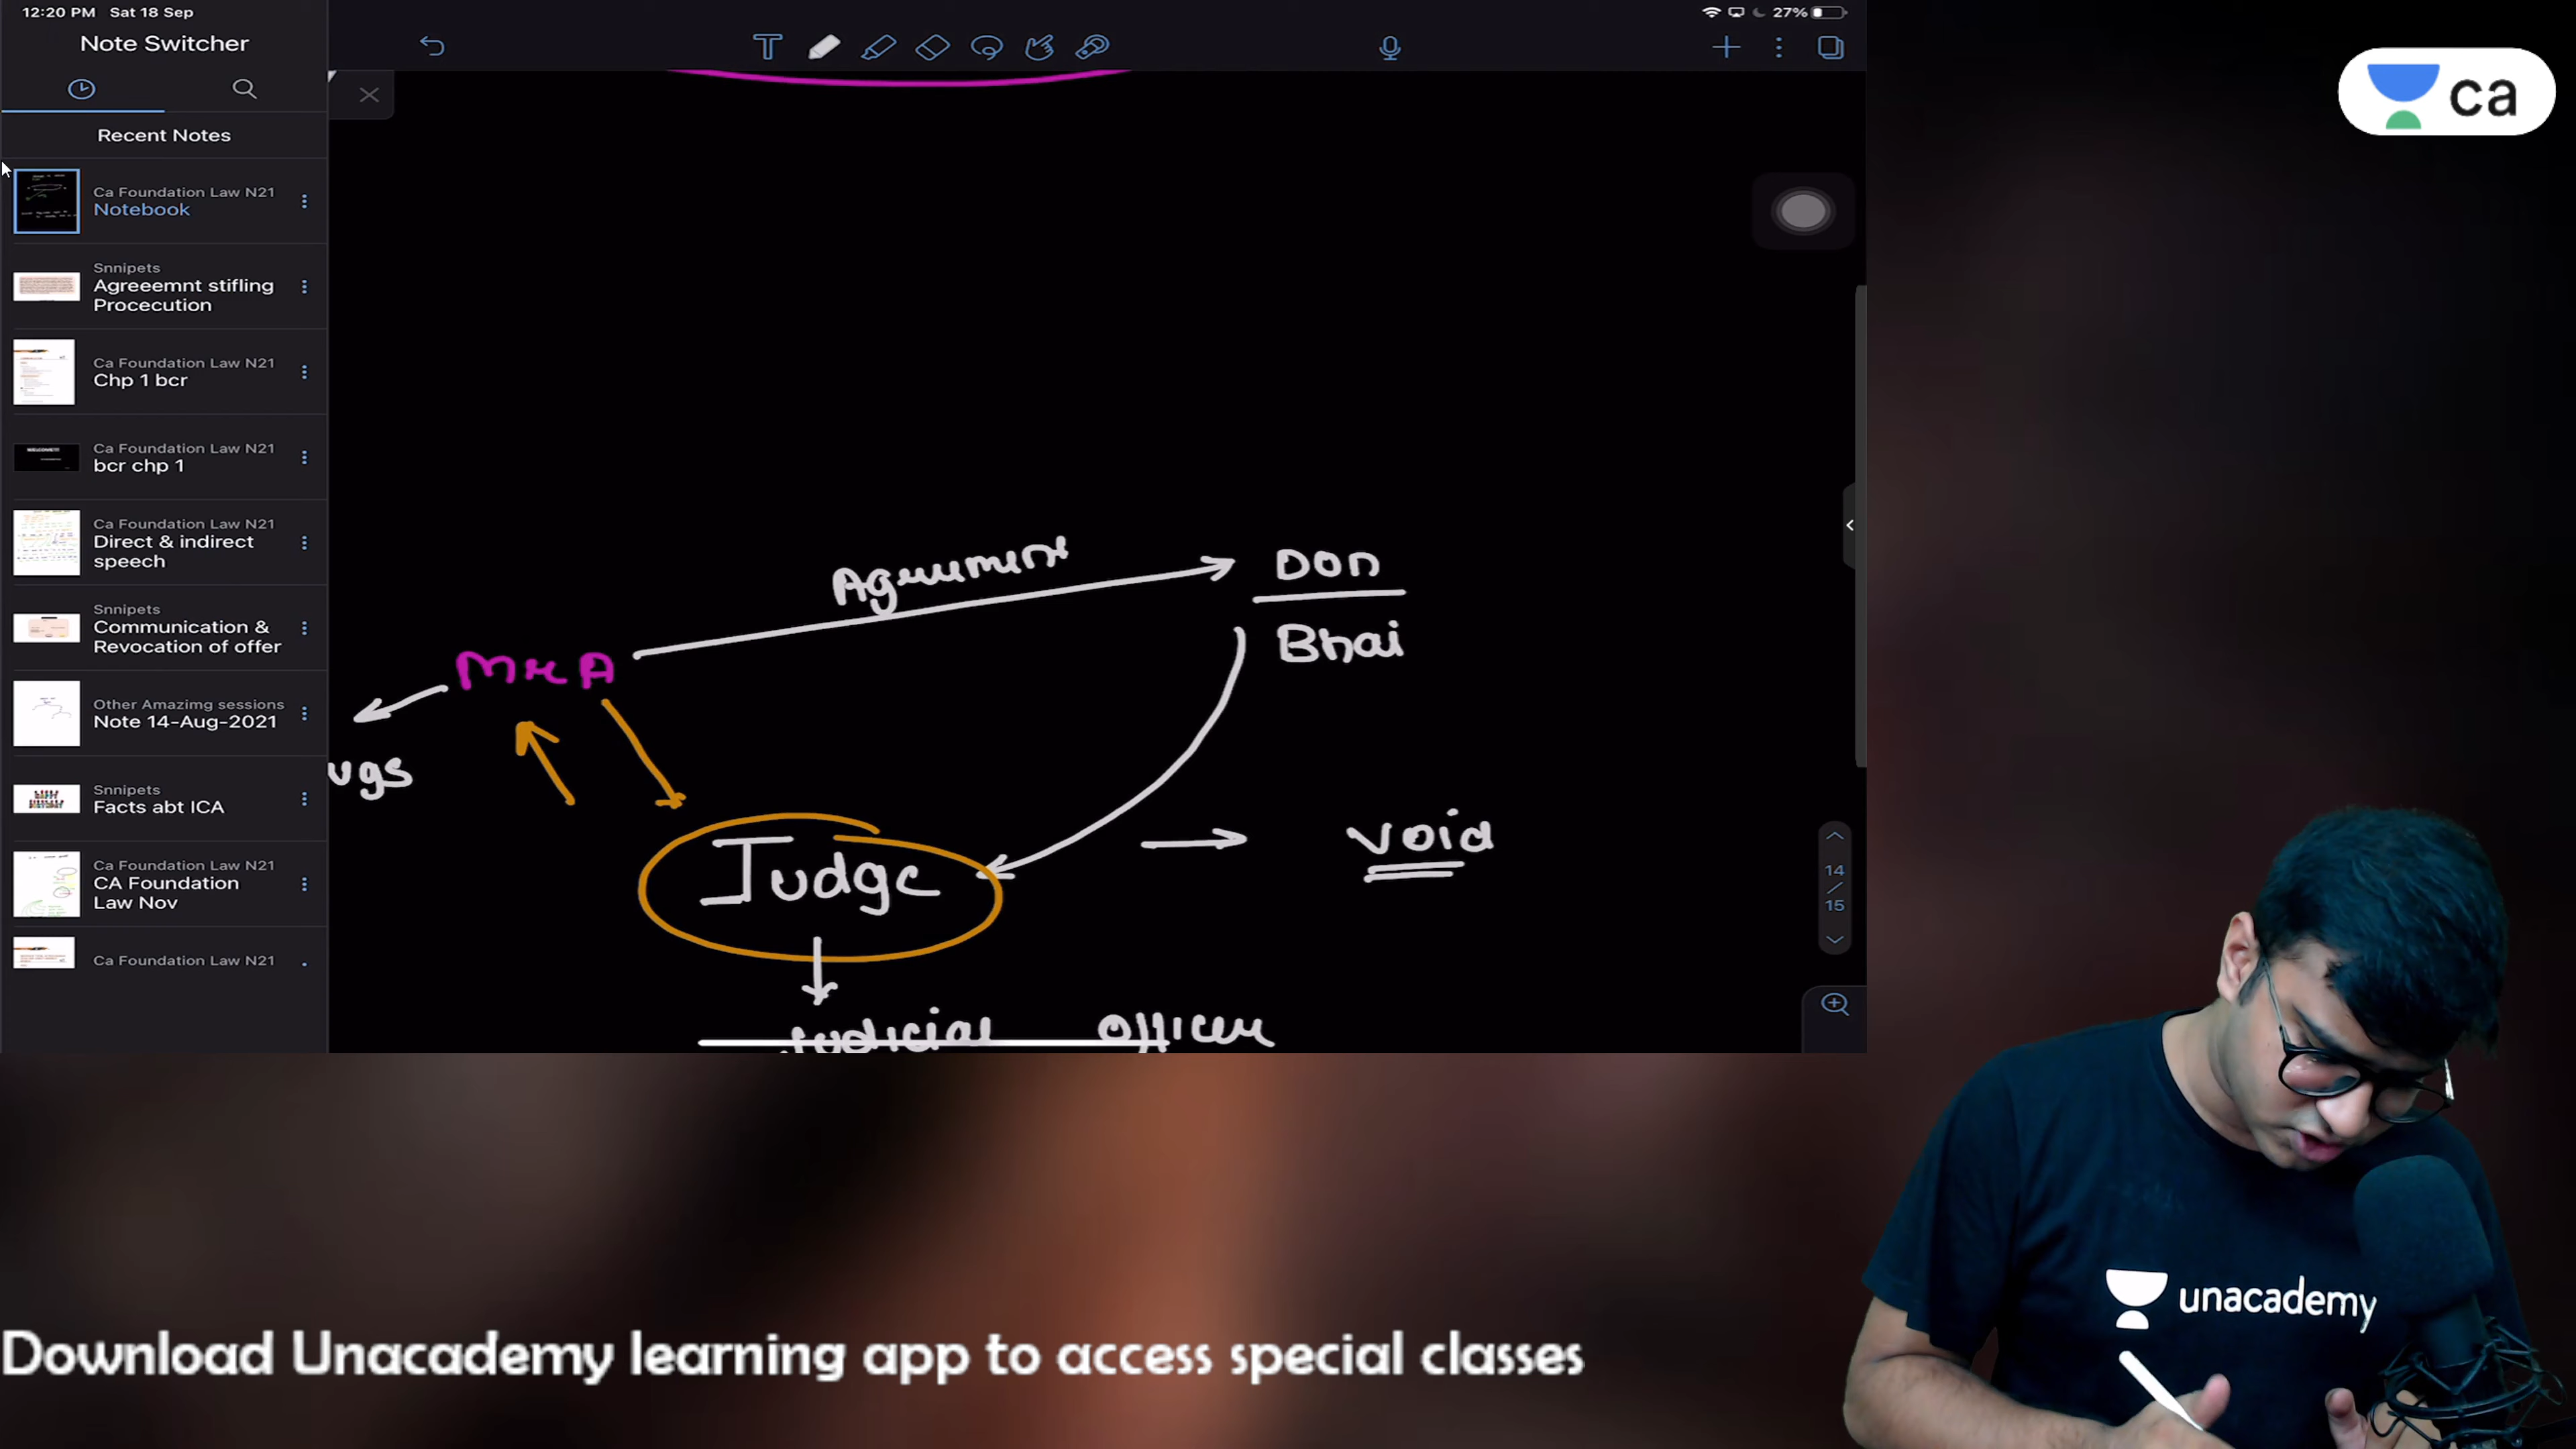 12:20 PM Sat 18 Sep
27%
Note Switcher
Recent Notes
Ca Foundation Law N21
Notebook
Snnipets
Agreeemnt stifling
Procecution
Ca Foundation Law N21
Chp 1 bcr
Ca Foundation Law N21
bcr chp 1
Ca Foundation Law N21
Direct & indirect
speech
Snnipets
Communication &
Revocation of offer
Other Amazimg sessions
Note 14-Aug-2021
Snnipets
Facts abt ICA
Ca Foundation Law N21
CA Foundation
Law Nov
Ca Foundation Law N21
Agreement
Don
Bhai
Mr A
ugs
Judge
void
Judicial officer
14
15
ca
unacademy
Download Unacademy learning app to access special classes